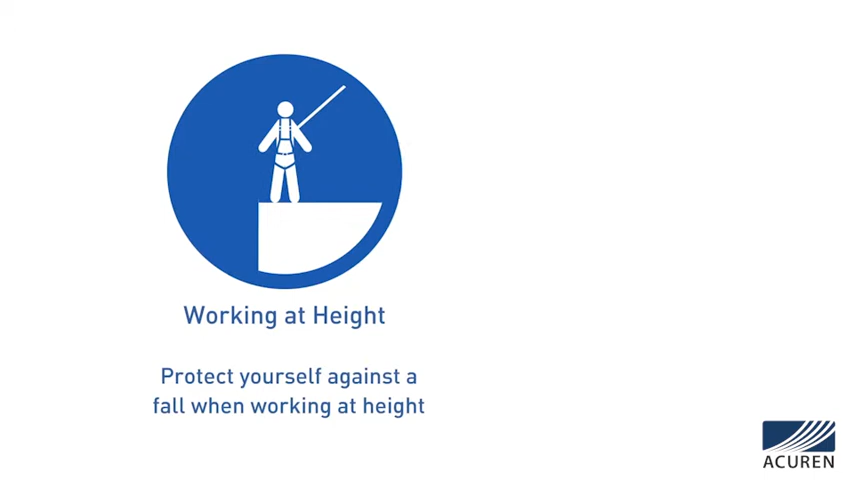 Working at Height
Protect yourself against a
fall when working at height
ACUREN